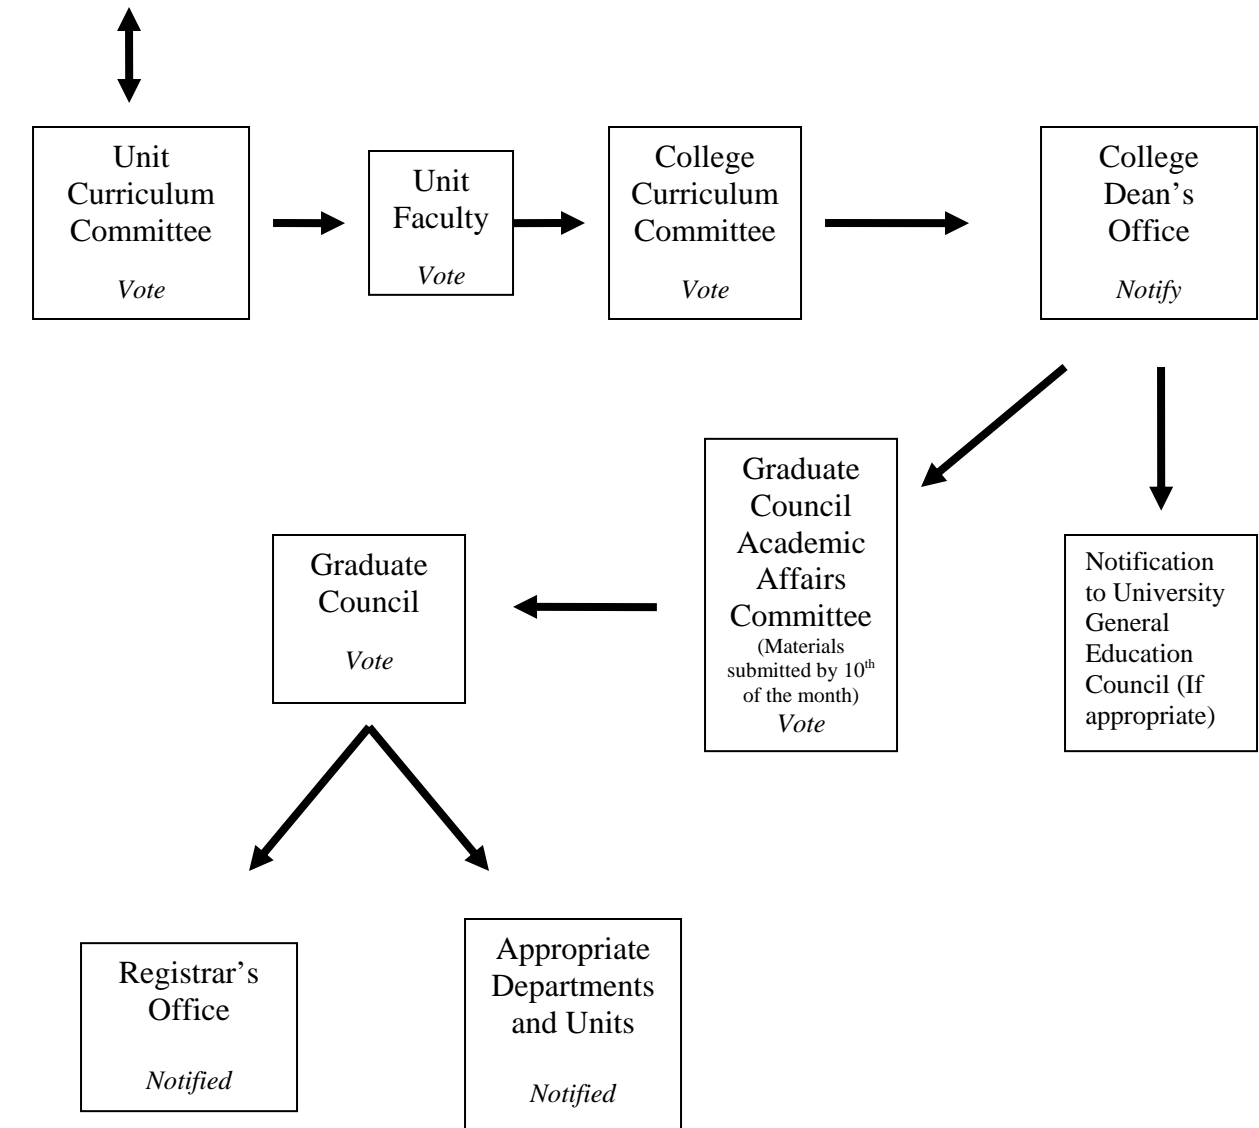 Unit
Curriculum
Committee
Vote
Unit
Faculty
Vote
College
Curriculum
Committee
Vote
College
Dean’s
Office
Notify
Graduate
Council
Academic
Affairs
Committee
(Materials
submitted by 10th
of the month)
Vote
Notification
to University
General
Education
Council (If
appropriate)
Graduate
Council
Vote
Registrar’s
Office
Notified
Appropriate
Departments
and Units
Notified